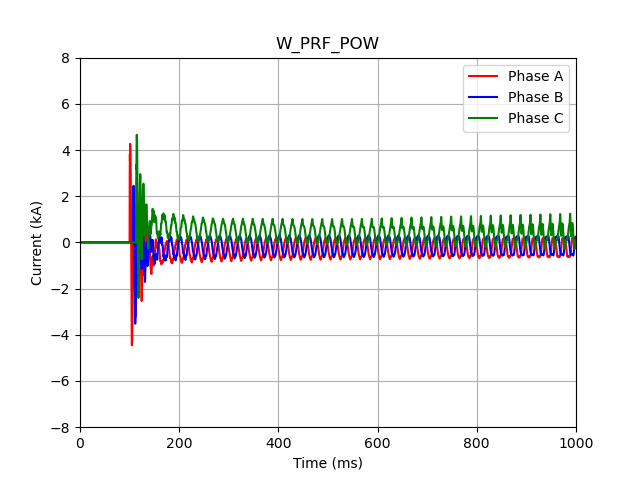 W_PRF_POW
Phase A
Phase B
Phase C
Current (kA)
8
6
4
2
0
−2
−4
−6
−8
0 200 400 600 800 1000
Time (ms)